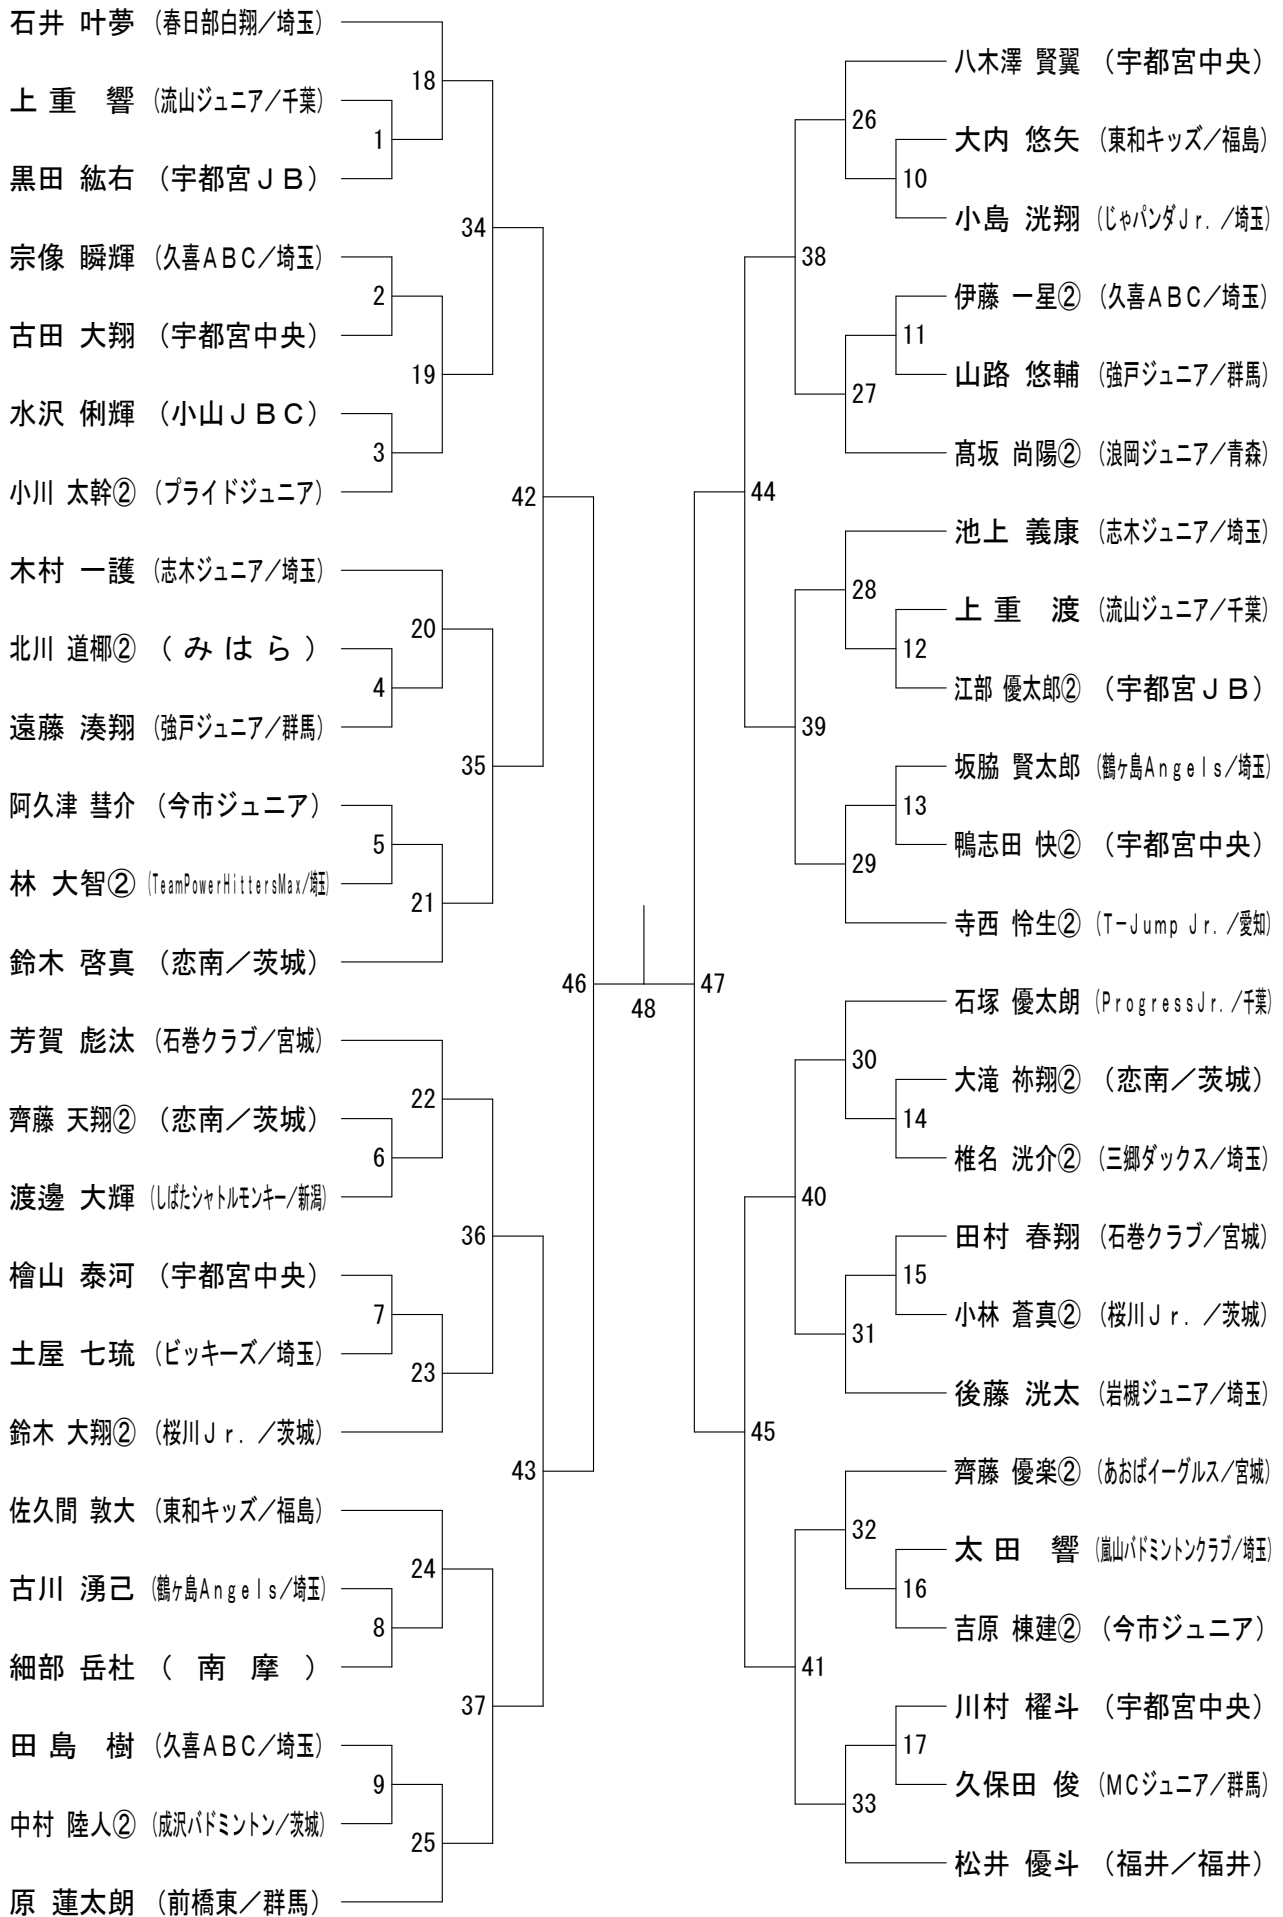 石井 叶夢 (春日部白翔/埼玉)
上重 響 (流山ジュニア/千葉)
黒田 紘右 (宇都宮JB)
宗像 瞬輝 (久喜ABC/埼玉)
古田 大翔 (宇都宮中央)
水沢 俐輝 (小山JBC)
小川 太幹② (プライドジュニア)
木村 一護 (志木ジュニア/埼玉)
北川 道椰② (みはら)
遠藤 湊翔 (強戸ジュニア/群馬)
阿久津 彗介 (今市ジュニア)
林 大智② (TeamPowerHittersMax/埼玉)
鈴木 啓真 (恋南/茨城)
芳賀 彪汰 (石巻クラブ/宮城)
齊藤 天翔② (恋南/茨城)
渡邊 大輝 (しばたシャトルモンキー/新潟)
檜山 泰河 (宇都宮中央)
土屋 七琉 (ビッキーズ/埼玉)
鈴木 大翔② (桜川Jr./茨城)
佐久間 敦大 (東和キッズ/福島)
古川 湧己 (鶴ヶ島Angels/埼玉)
細部 岳杜 (南摩)
田島 樹 (久喜ABC/埼玉)
中村 陸人② (成沢バドミントン/茨城)
原 蓮太朗 (前橋東/群馬)
1
2
3
4
5
6
7
8
9
18
19
20
21
22
23
24
25
34
35
36
37
42
43
46
48
47
44
45
38
39
40
41
26
27
28
29
30
31
32
33
10
11
12
13
14
15
16
17
八木澤 賢翼 (宇都宮中央)
大内 悠矢 (東和キッズ/福島)
小島 洸翔 (じゃパンダJr./埼玉)
伊藤 一星② (久喜ABC/埼玉)
山路 悠輔 (強戸ジュニア/群馬)
髙坂 尚陽② (浪岡ジュニア/青森)
池上 義康 (志木ジュニア/埼玉)
上重 渡 (流山ジュニア/千葉)
江部 優太郎② (宇都宮JB)
坂脇 賢太郎 (鶴ヶ島Angels/埼玉)
鴨志田 快② (宇都宮中央)
寺西 怜生② (T-Jump Jr./愛知)
石塚 優太朗 (ProgressJr./千葉)
大滝 祢翔② (恋南/茨城)
椎名 洸介② (三郷ダックス/埼玉)
田村 春翔 (石巻クラブ/宮城)
小林 蒼真② (桜川Jr./茨城)
後藤 洸太 (岩槻ジュニア/埼玉)
齊藤 優楽② (あおばイーグルス/宮城)
太田 響 (嵐山バドミントンクラブ/埼玉)
吉原 棟建② (今市ジュニア)
川村 櫂斗 (宇都宮中央)
久保田 俊 (MCジュニア/群馬)
松井 優斗 (福井/福井)